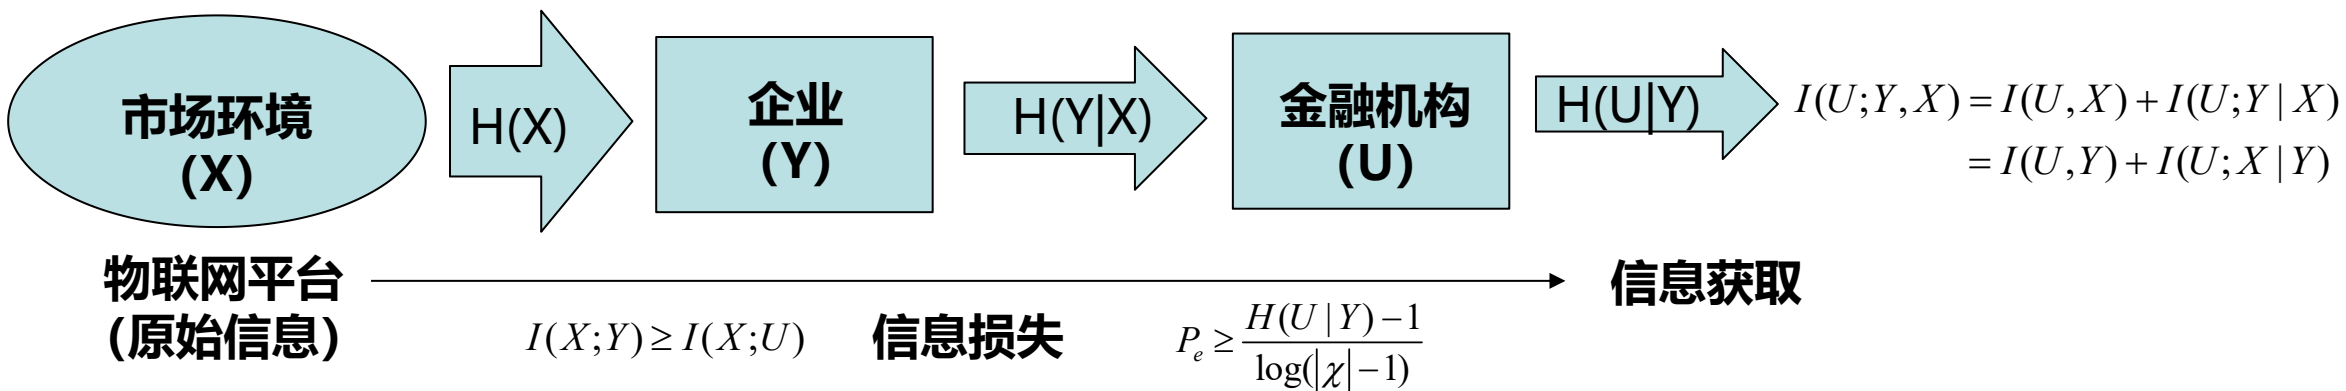 市场环境
(X)
H(X)
企业
(Y)
H(Y|X)
金融机构
(U)
H(U|Y)
I(U;Y,X) = I(U,X) + I(U;Y | X)
= I(U,Y) + I(U; X | Y)
物联网平台
(原始信息)
I(X;Y) ≥ I(X;U)
信息损失
P_e ≥ \frac{H(U | Y) − 1}{\log(|χ| − 1)}
信息获取